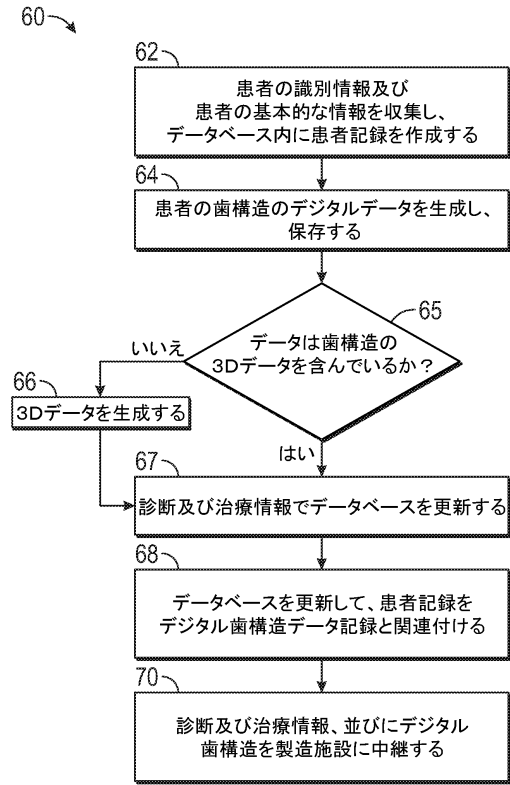 60
62
患者の識別情報及び
患者の基本的な情報を収集し、
データベース内に患者記録を作成する
64
患者の歯構造のデジタルデータを生成し、
保存する
65
データは歯構造の
3Dデータを含んでいるか？
いいえ
66
3Dデータを生成する
はい
67
診断及び治療情報でデータベースを更新する
68
データベースを更新して、患者記録を
デジタル歯構造データ記録と関連付ける
70
診断及び治療情報、並びにデジタル
歯構造を製造施設に中継する